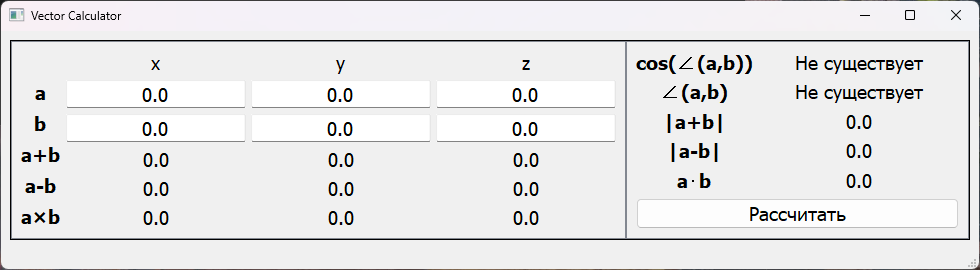 Vector Calculator
x y z
a 0.0 0.0 0.0
b 0.0 0.0 0.0
a+b 0.0 0.0 0.0
a-b 0.0 0.0 0.0
a×b 0.0 0.0 0.0
cos(∠(a,b)) Не существует
∠(a,b) Не существует
|a+b| 0.0
|a-b| 0.0
a·b 0.0
Рассчитать